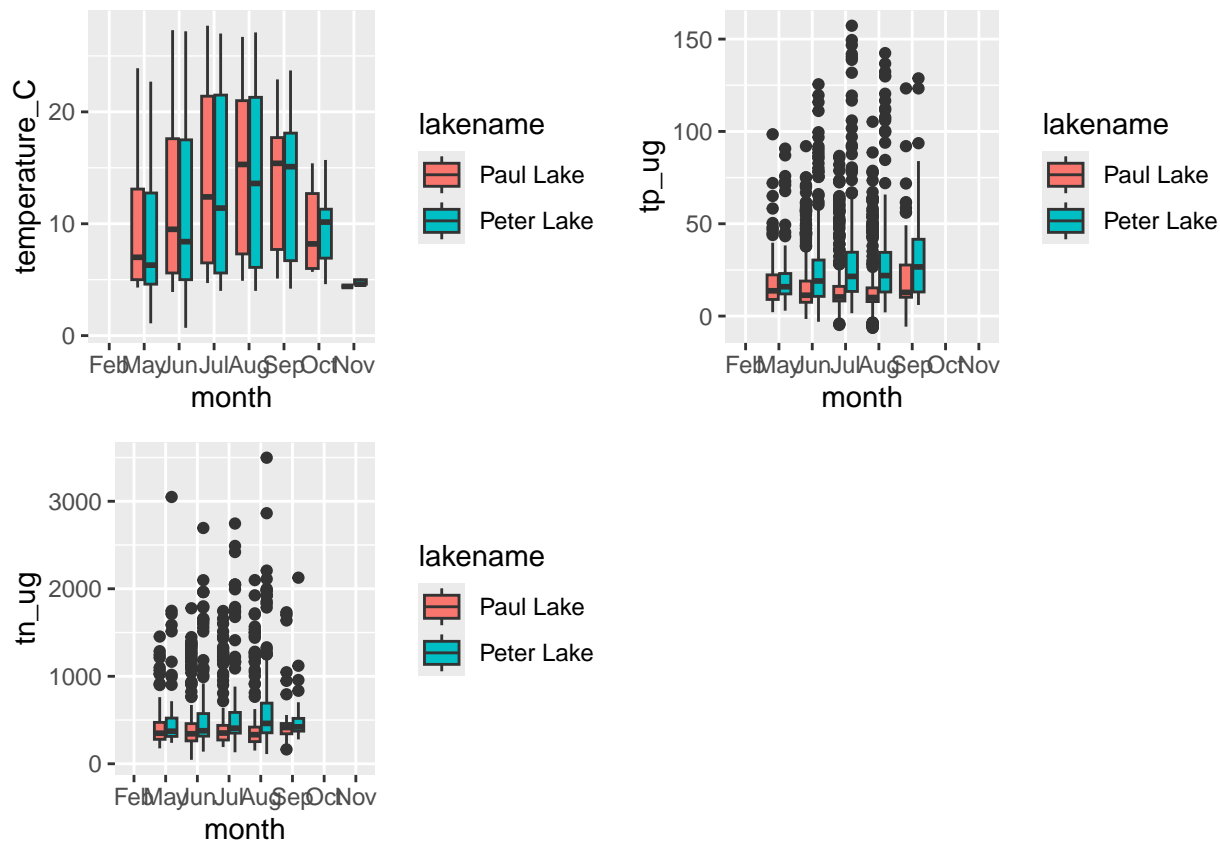 temperature_C
20
10
0
Feb May Jun Jul Aug Sep Oct Nov
month
lakename
Paul Lake
Peter Lake
tp_ug
150
100
50
0
Feb May Jun Jul Aug Sep Oct Nov
month
lakename
Paul Lake
Peter Lake
tn_ug
3000
2000
1000
0
Feb May Jun Jul Aug Sep Oct Nov
month
lakename
Paul Lake
Peter Lake